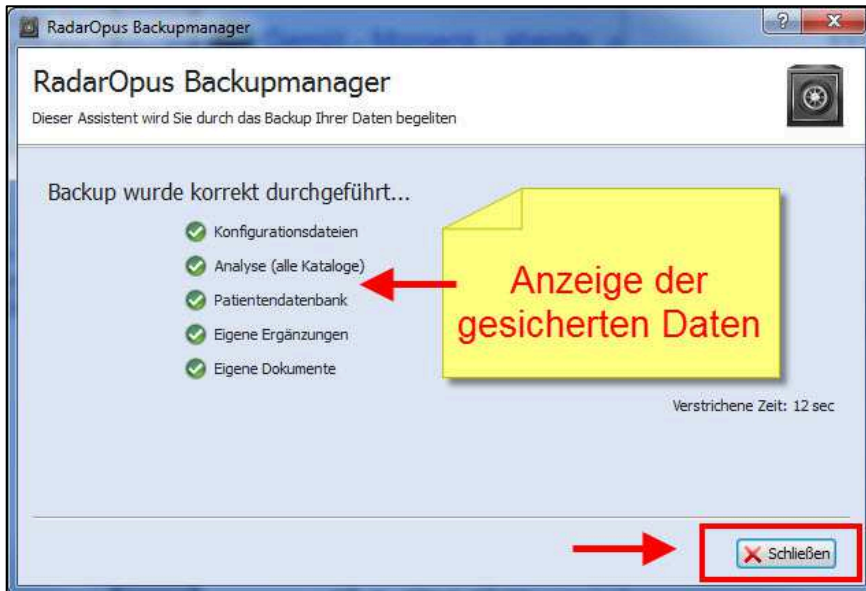 RadarOpus Backupmanager
RadarOpus Backupmanager
Dieser Assistent wird Sie durch das Backup Ihrer Daten begeliten
Backup wurde korrekt durchgeführt...
Konfigurationsdateien
Analyse (alle Kataloge)
Patientendatenbank
Eigene Ergänzungen
Eigene Dokumente
Anzeige der
gesicherten Daten
Verstrichene Zeit: 12 sec
Schließen